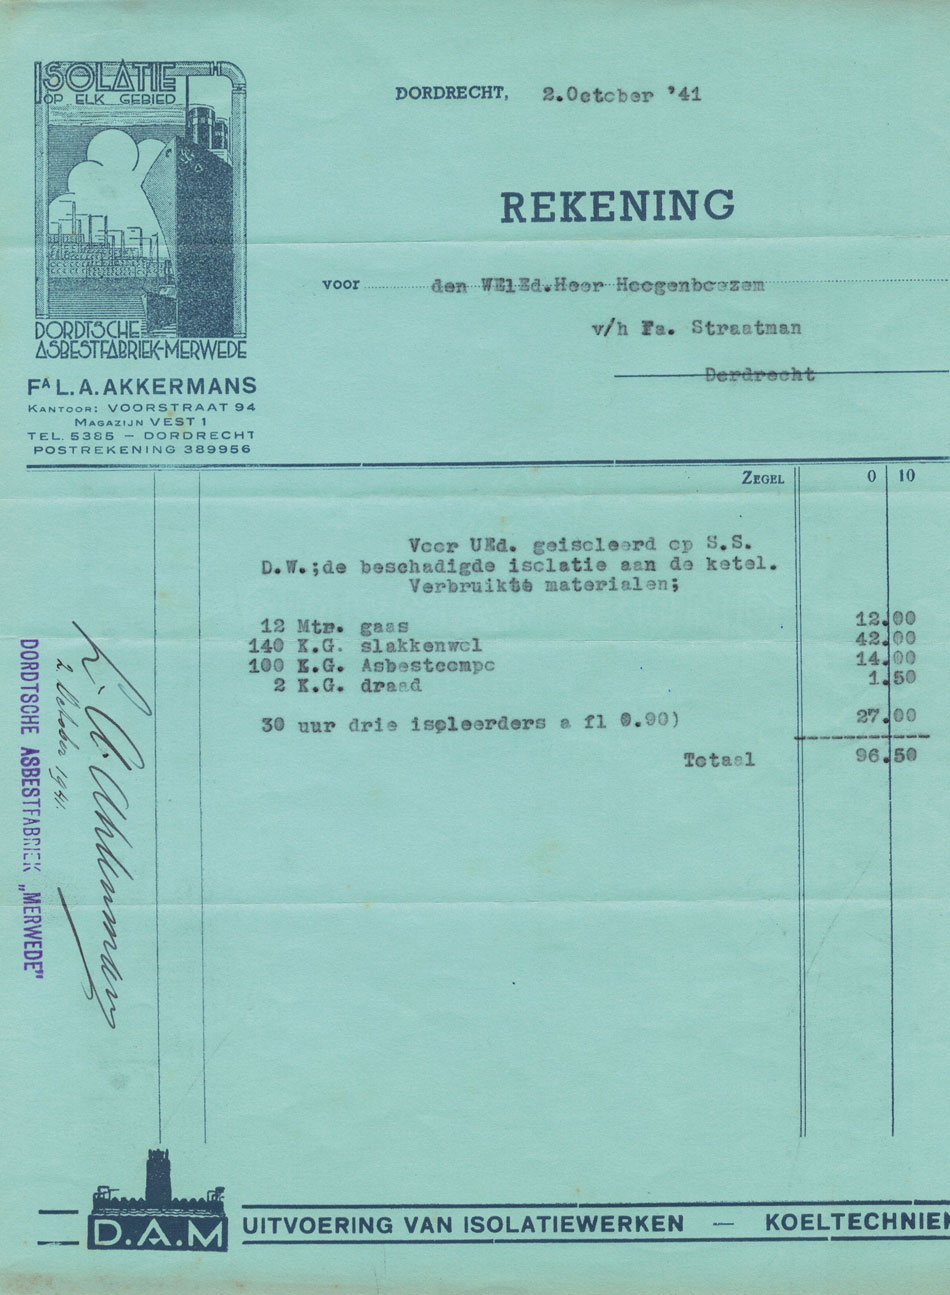 ISOLATIE
OP ELK GEBIED
DORDTSCHE
ASBESTFABRIEK-MERWEDE
Fᴬ L. A. AKKERMANS
KANTOOR: VOORSTRAAT 94
MAGAZIJN VEST 1
TEL. 5385 — DORDRECHT
POSTREKENING 389956
DORDRECHT, 2.October '41
REKENING
voor den WElEd.Heer Hoogenboezem
v/h Fa. Straatman
Dordrecht
ZEGEL 0 10
Voor UEd. geisoleerd op S.S.
D.W.;de beschadigde isolatie aan de ketel.
Verbruikte materialen;
12 Mtr. gaas 12.00
140 K.G. slakkenwol 42.00
100 K.G. Asbestcompo 14.00
2 K.G. draad 1.50
30 uur drie isoleerders a fl 0.90) 27.00
Totaal 96.50
L. A. Akkermans
2 October 1941.
DORDTSCHE ASBESTFABRIEK „MERWEDE”
D.A.M
UITVOERING VAN ISOLATIEWERKEN — KOELTECHNIEK